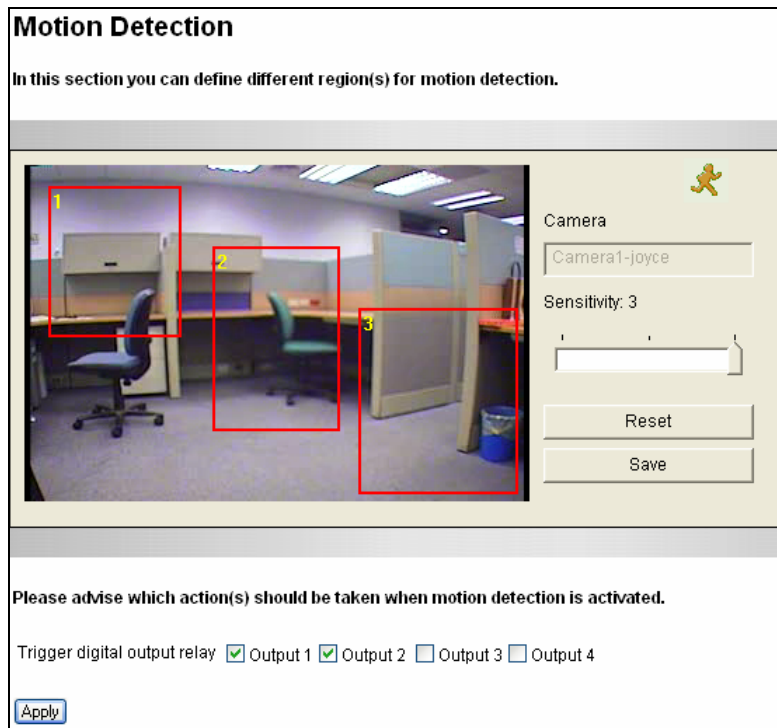 Motion Detection
In this section you can define different region(s) for motion detection.
1
2
3
Camera
Camera1-joyce
Sensitivity: 3
Reset
Save
Please advise which action(s) should be taken when motion detection is activated.
Trigger digital output relay Output 1 Output 2 Output 3 Output 4
Apply